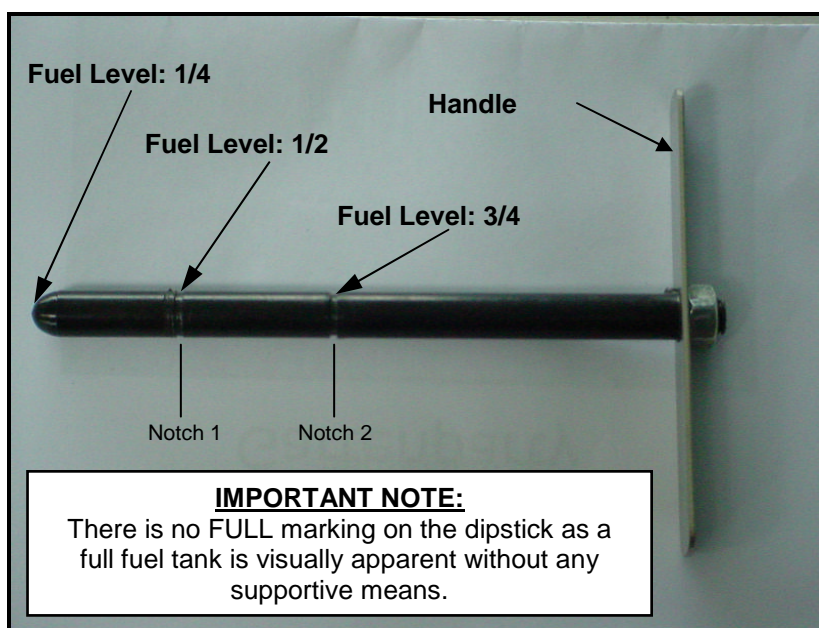 Fuel Level: 1/4
Handle
Fuel Level: 1/2
Fuel Level: 3/4
Notch 1
Notch 2
IMPORTANT NOTE:
There is no FULL marking on the dipstick as a
full fuel tank is visually apparent without any
supportive means.